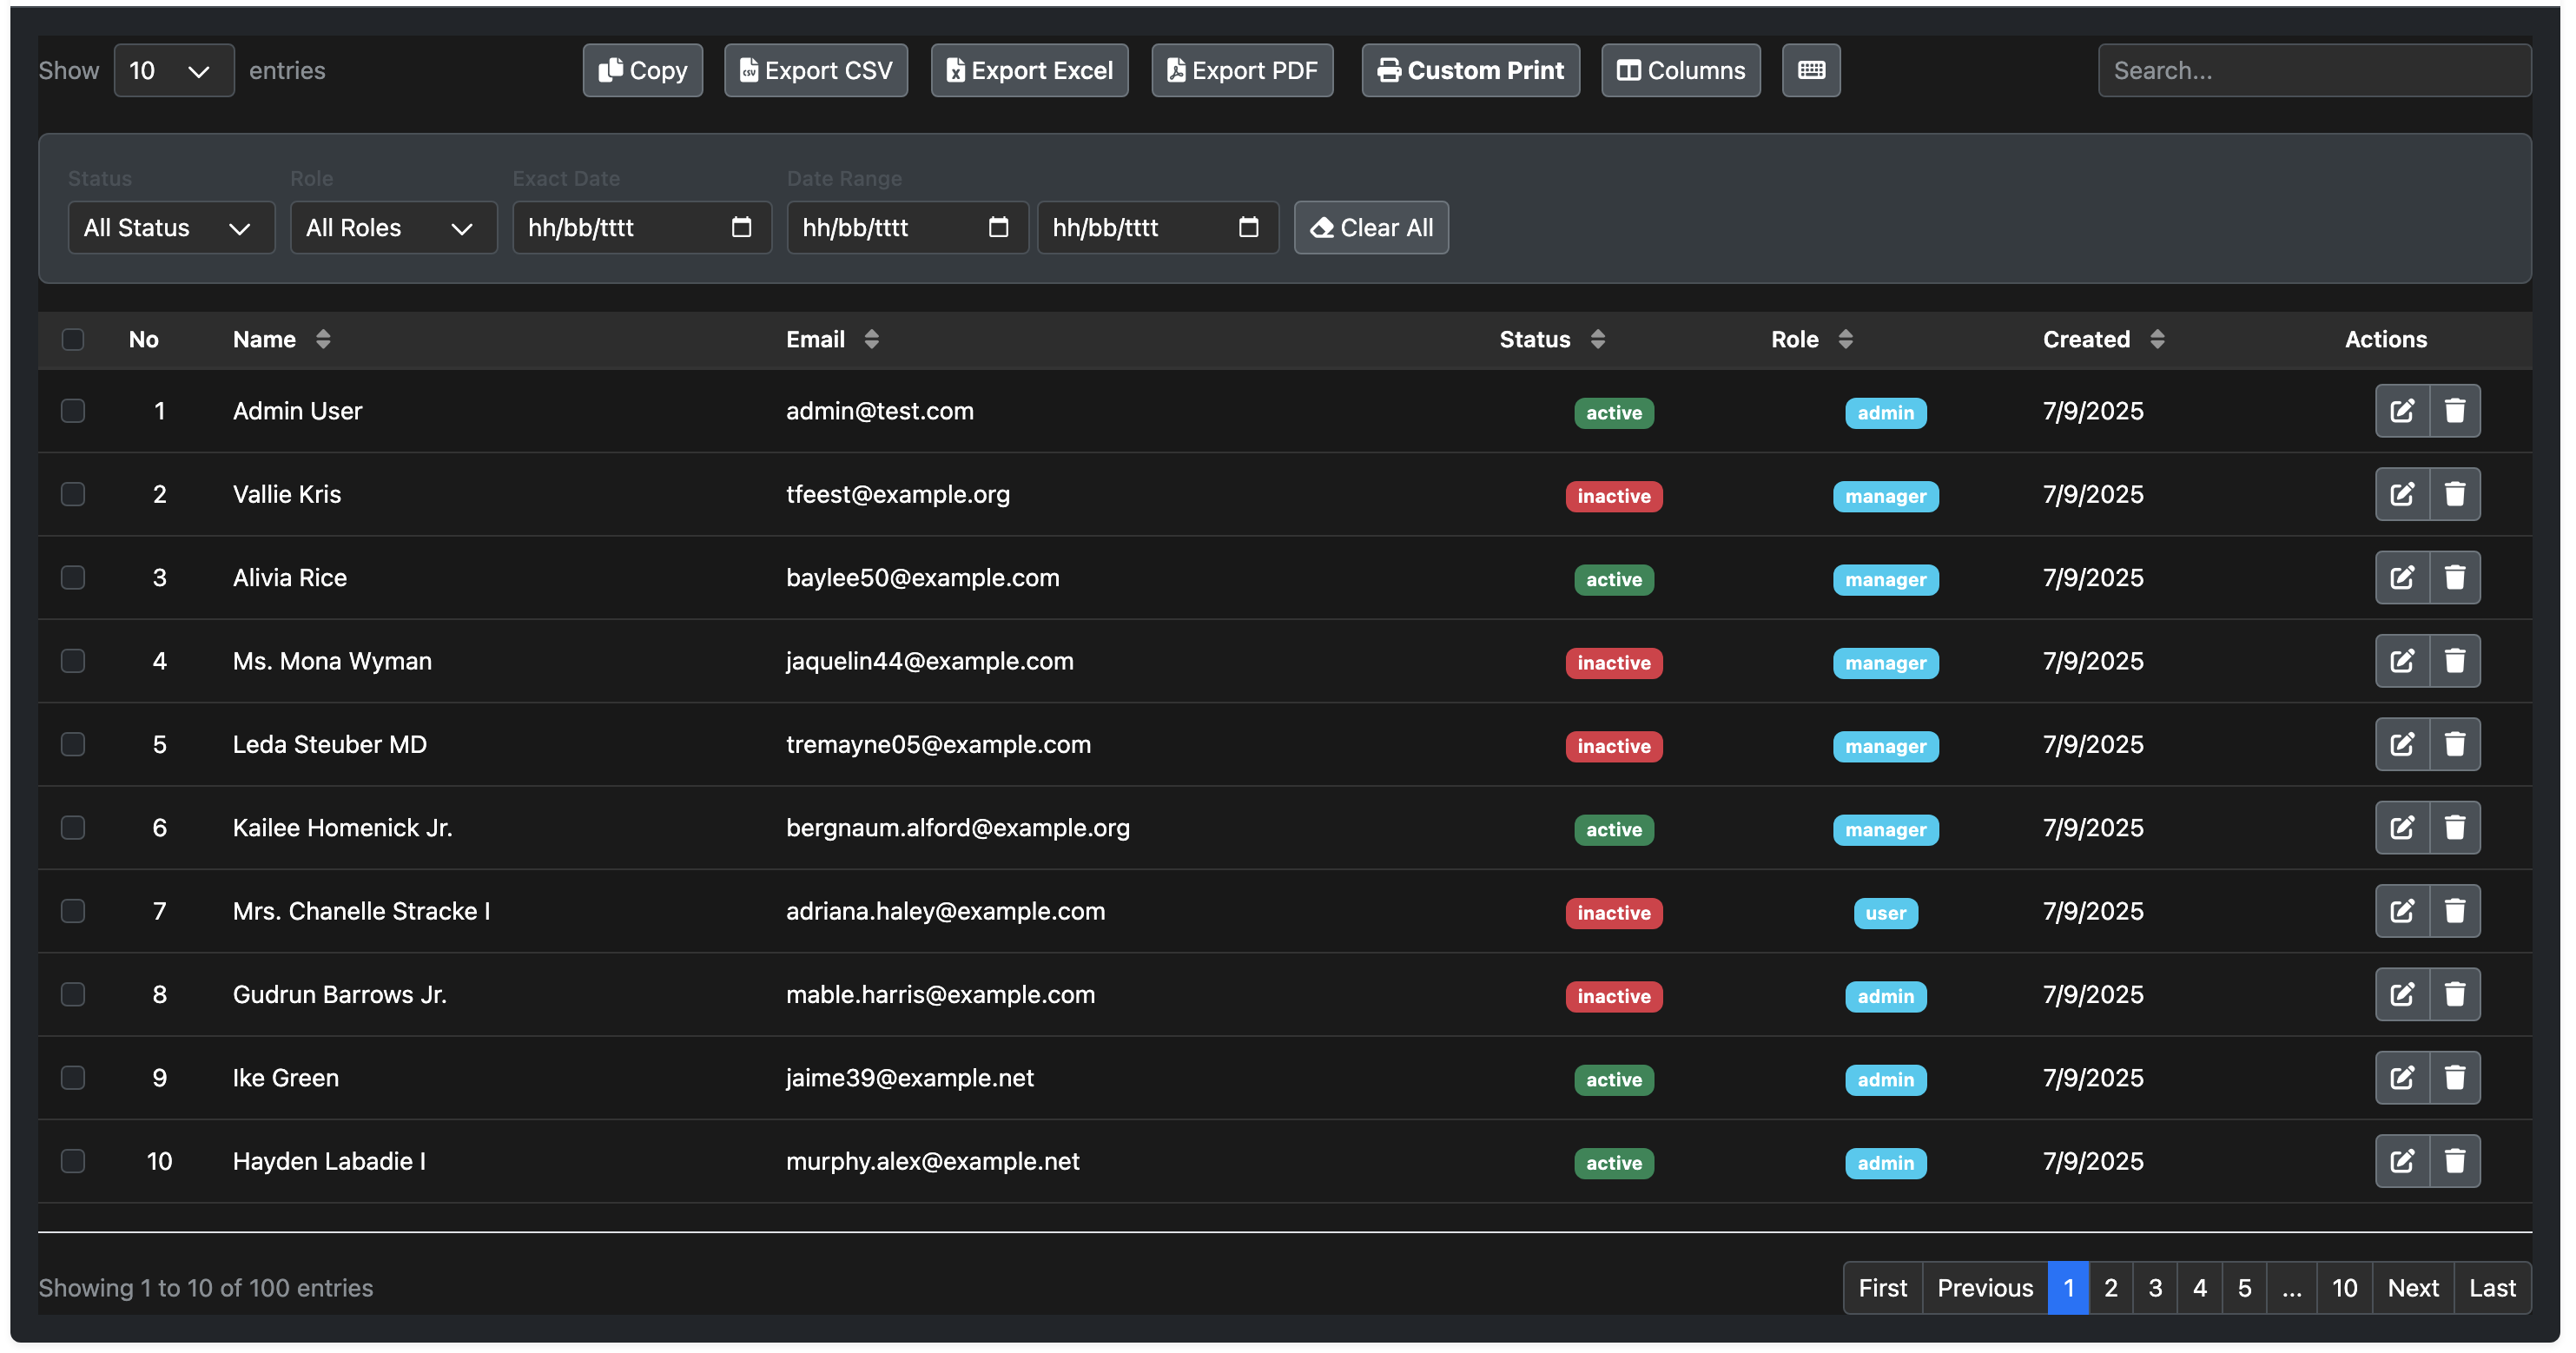 Show 10 entries Copy Export CSV Export Excel Export PDF Custom Print Columns Search...
Status Role Exact Date Date Range
All Status All Roles hh/bb/tttt hh/bb/tttt hh/bb/tttt Clear All
No Name Email Status Role Created Actions
1 Admin User admin@test.com active admin 7/9/2025
2 Vallie Kris tfeest@example.org inactive manager 7/9/2025
3 Alivia Rice baylee50@example.com active manager 7/9/2025
4 Ms. Mona Wyman jaquelin44@example.com inactive manager 7/9/2025
5 Leda Steuber MD tremayne05@example.com inactive manager 7/9/2025
6 Kailee Homenick Jr. bergnaum.alford@example.org active manager 7/9/2025
7 Mrs. Chanelle Stracke I adriana.haley@example.com inactive user 7/9/2025
8 Gudrun Barrows Jr. mable.harris@example.com inactive admin 7/9/2025
9 Ike Green jaime39@example.net active admin 7/9/2025
10 Hayden Labadie I murphy.alex@example.net active admin 7/9/2025
Showing 1 to 10 of 100 entries First Previous 1 2 3 4 5 ... 10 Next Last